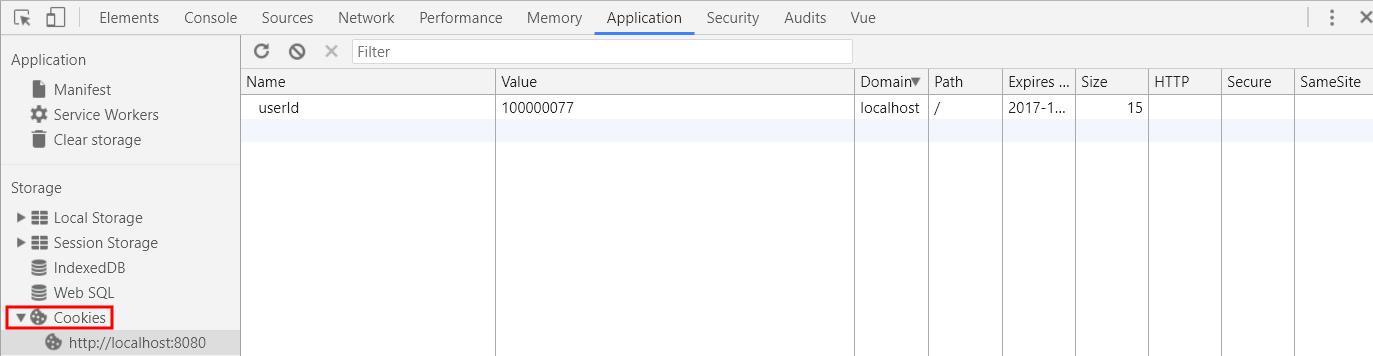 Elements Console Sources Network Performance Memory Application Security Audits Vue
Application
Manifest
Service Workers
Clear storage
Storage
Local Storage
Session Storage
IndexedDB
Web SQL
Cookies
http://localhost:8080
Filter
Name Value Domain Path Expires ... Size HTTP Secure SameSite
userId 100000077 localhost / 2017-1... 15